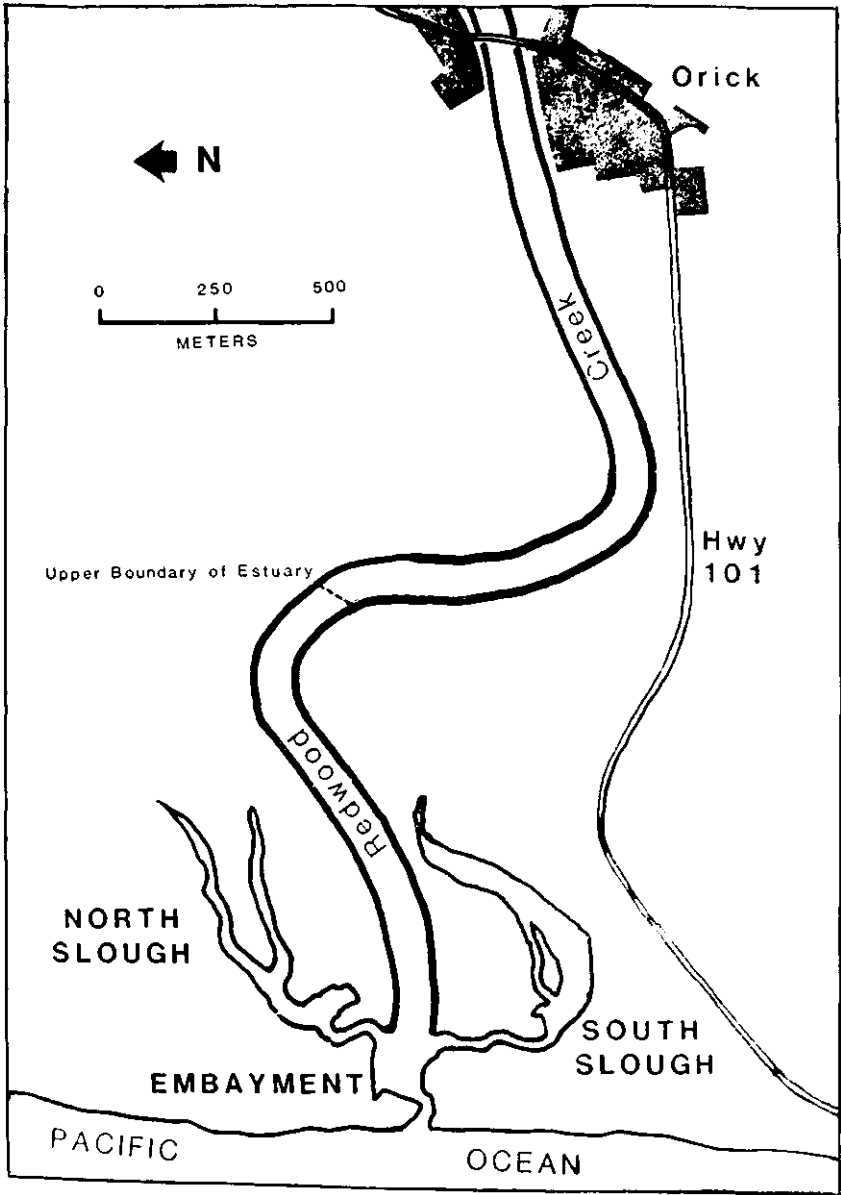 Orick
N
0 250 500
METERS
Creek
Hwy
101
Upper Boundary of Estuary
Redwood
NORTH
SLOUGH
SOUTH
SLOUGH
EMBAYMENT
PACIFIC
OCEAN